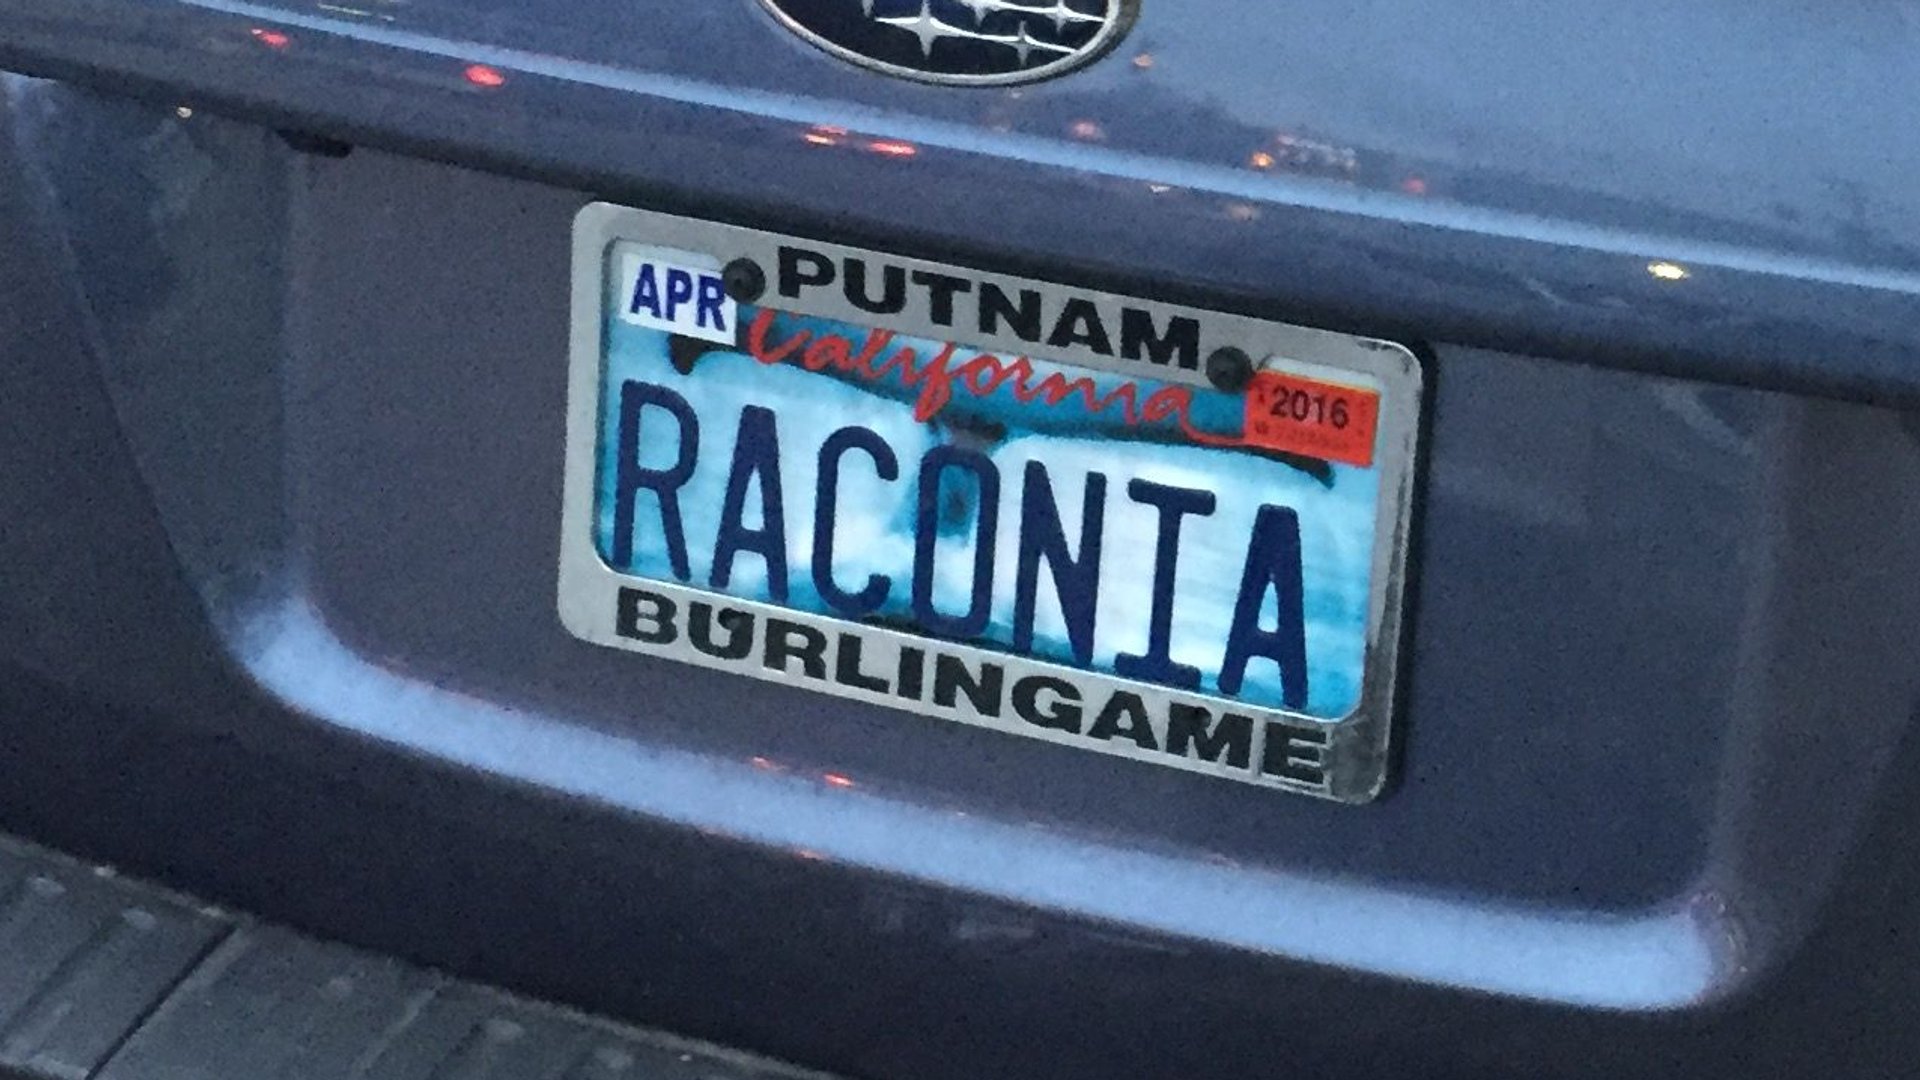 PUTNAM
APR
California
2016
RACONIA
BURLINGAME